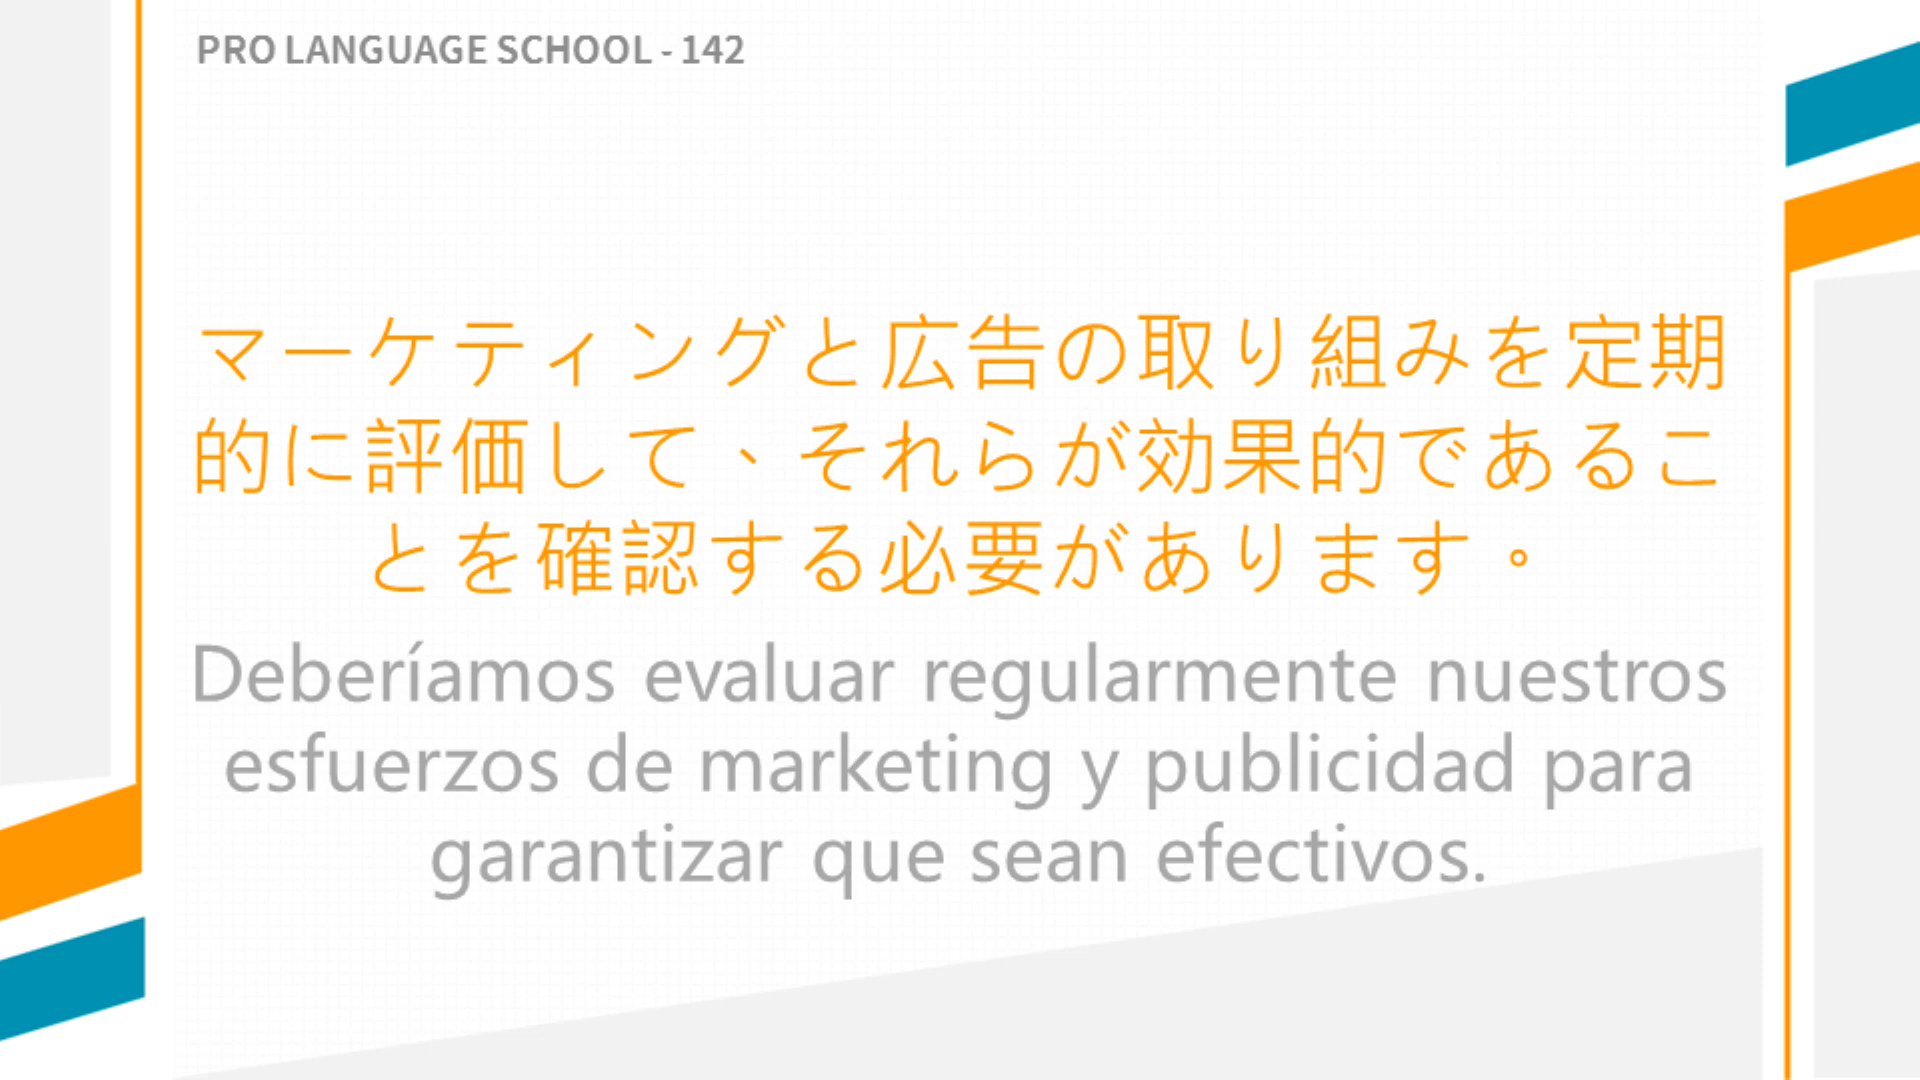 PRO LANGUAGE SCHOOL - 142
マーケティングと広告の取り組みを定期
的に評価して、それらが効果的であるこ
とを確認する必要があります。
Deberíamos evaluar regularmente nuestros
esfuerzos de marketing y publicidad para
garantizar que sean efectivos.